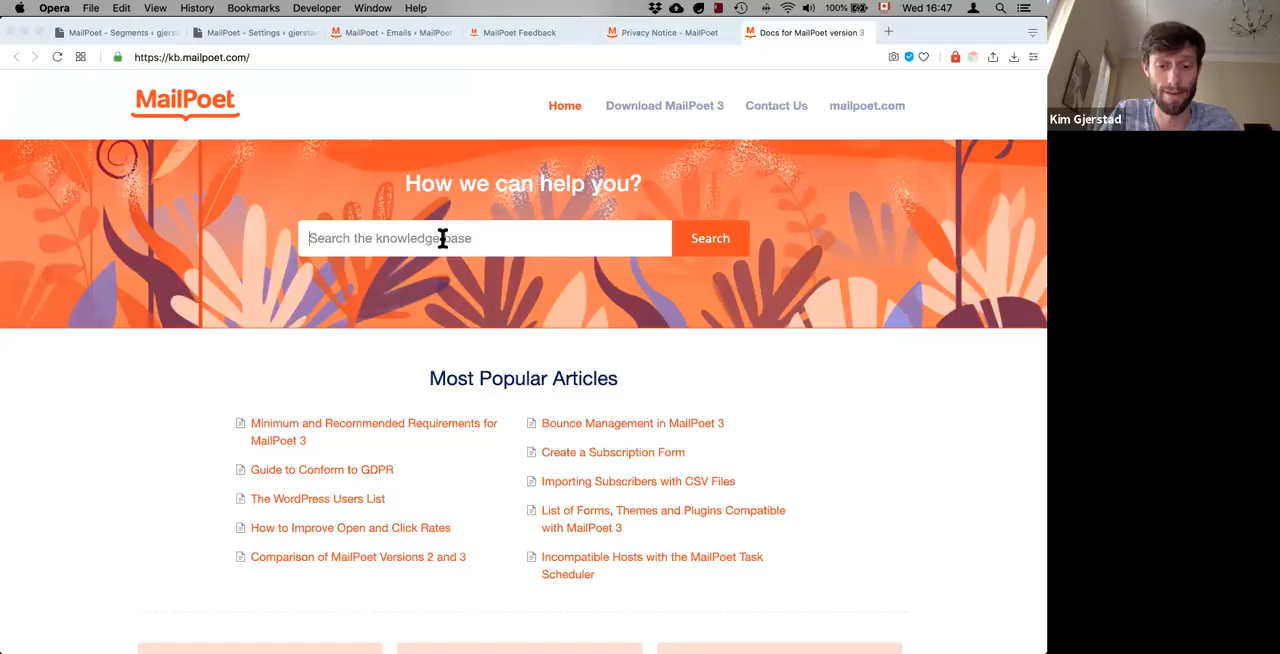 Opera File Edit View History Bookmarks Developer Window Help 100% Wed 16:47
MailPoet - Segments ‹ gjerst MailPoet - Settings ‹ gjerstad MailPoet - Emails ‹ MailPoet MailPoet Feedback Privacy Notice - MailPoet Docs for MailPoet version 3
https://kb.mailpoet.com/
MailPoet
Home Download MailPoet 3 Contact Us mailpoet.com
Kim Gjerstad
How we can help you?
Search the knowledge base Search
Most Popular Articles
Minimum and Recommended Requirements for
MailPoet 3
Guide to Conform to GDPR
The WordPress Users List
How to Improve Open and Click Rates
Comparison of MailPoet Versions 2 and 3
Bounce Management in MailPoet 3
Create a Subscription Form
Importing Subscribers with CSV Files
List of Forms, Themes and Plugins Compatible
with MailPoet 3
Incompatible Hosts with the MailPoet Task
Scheduler